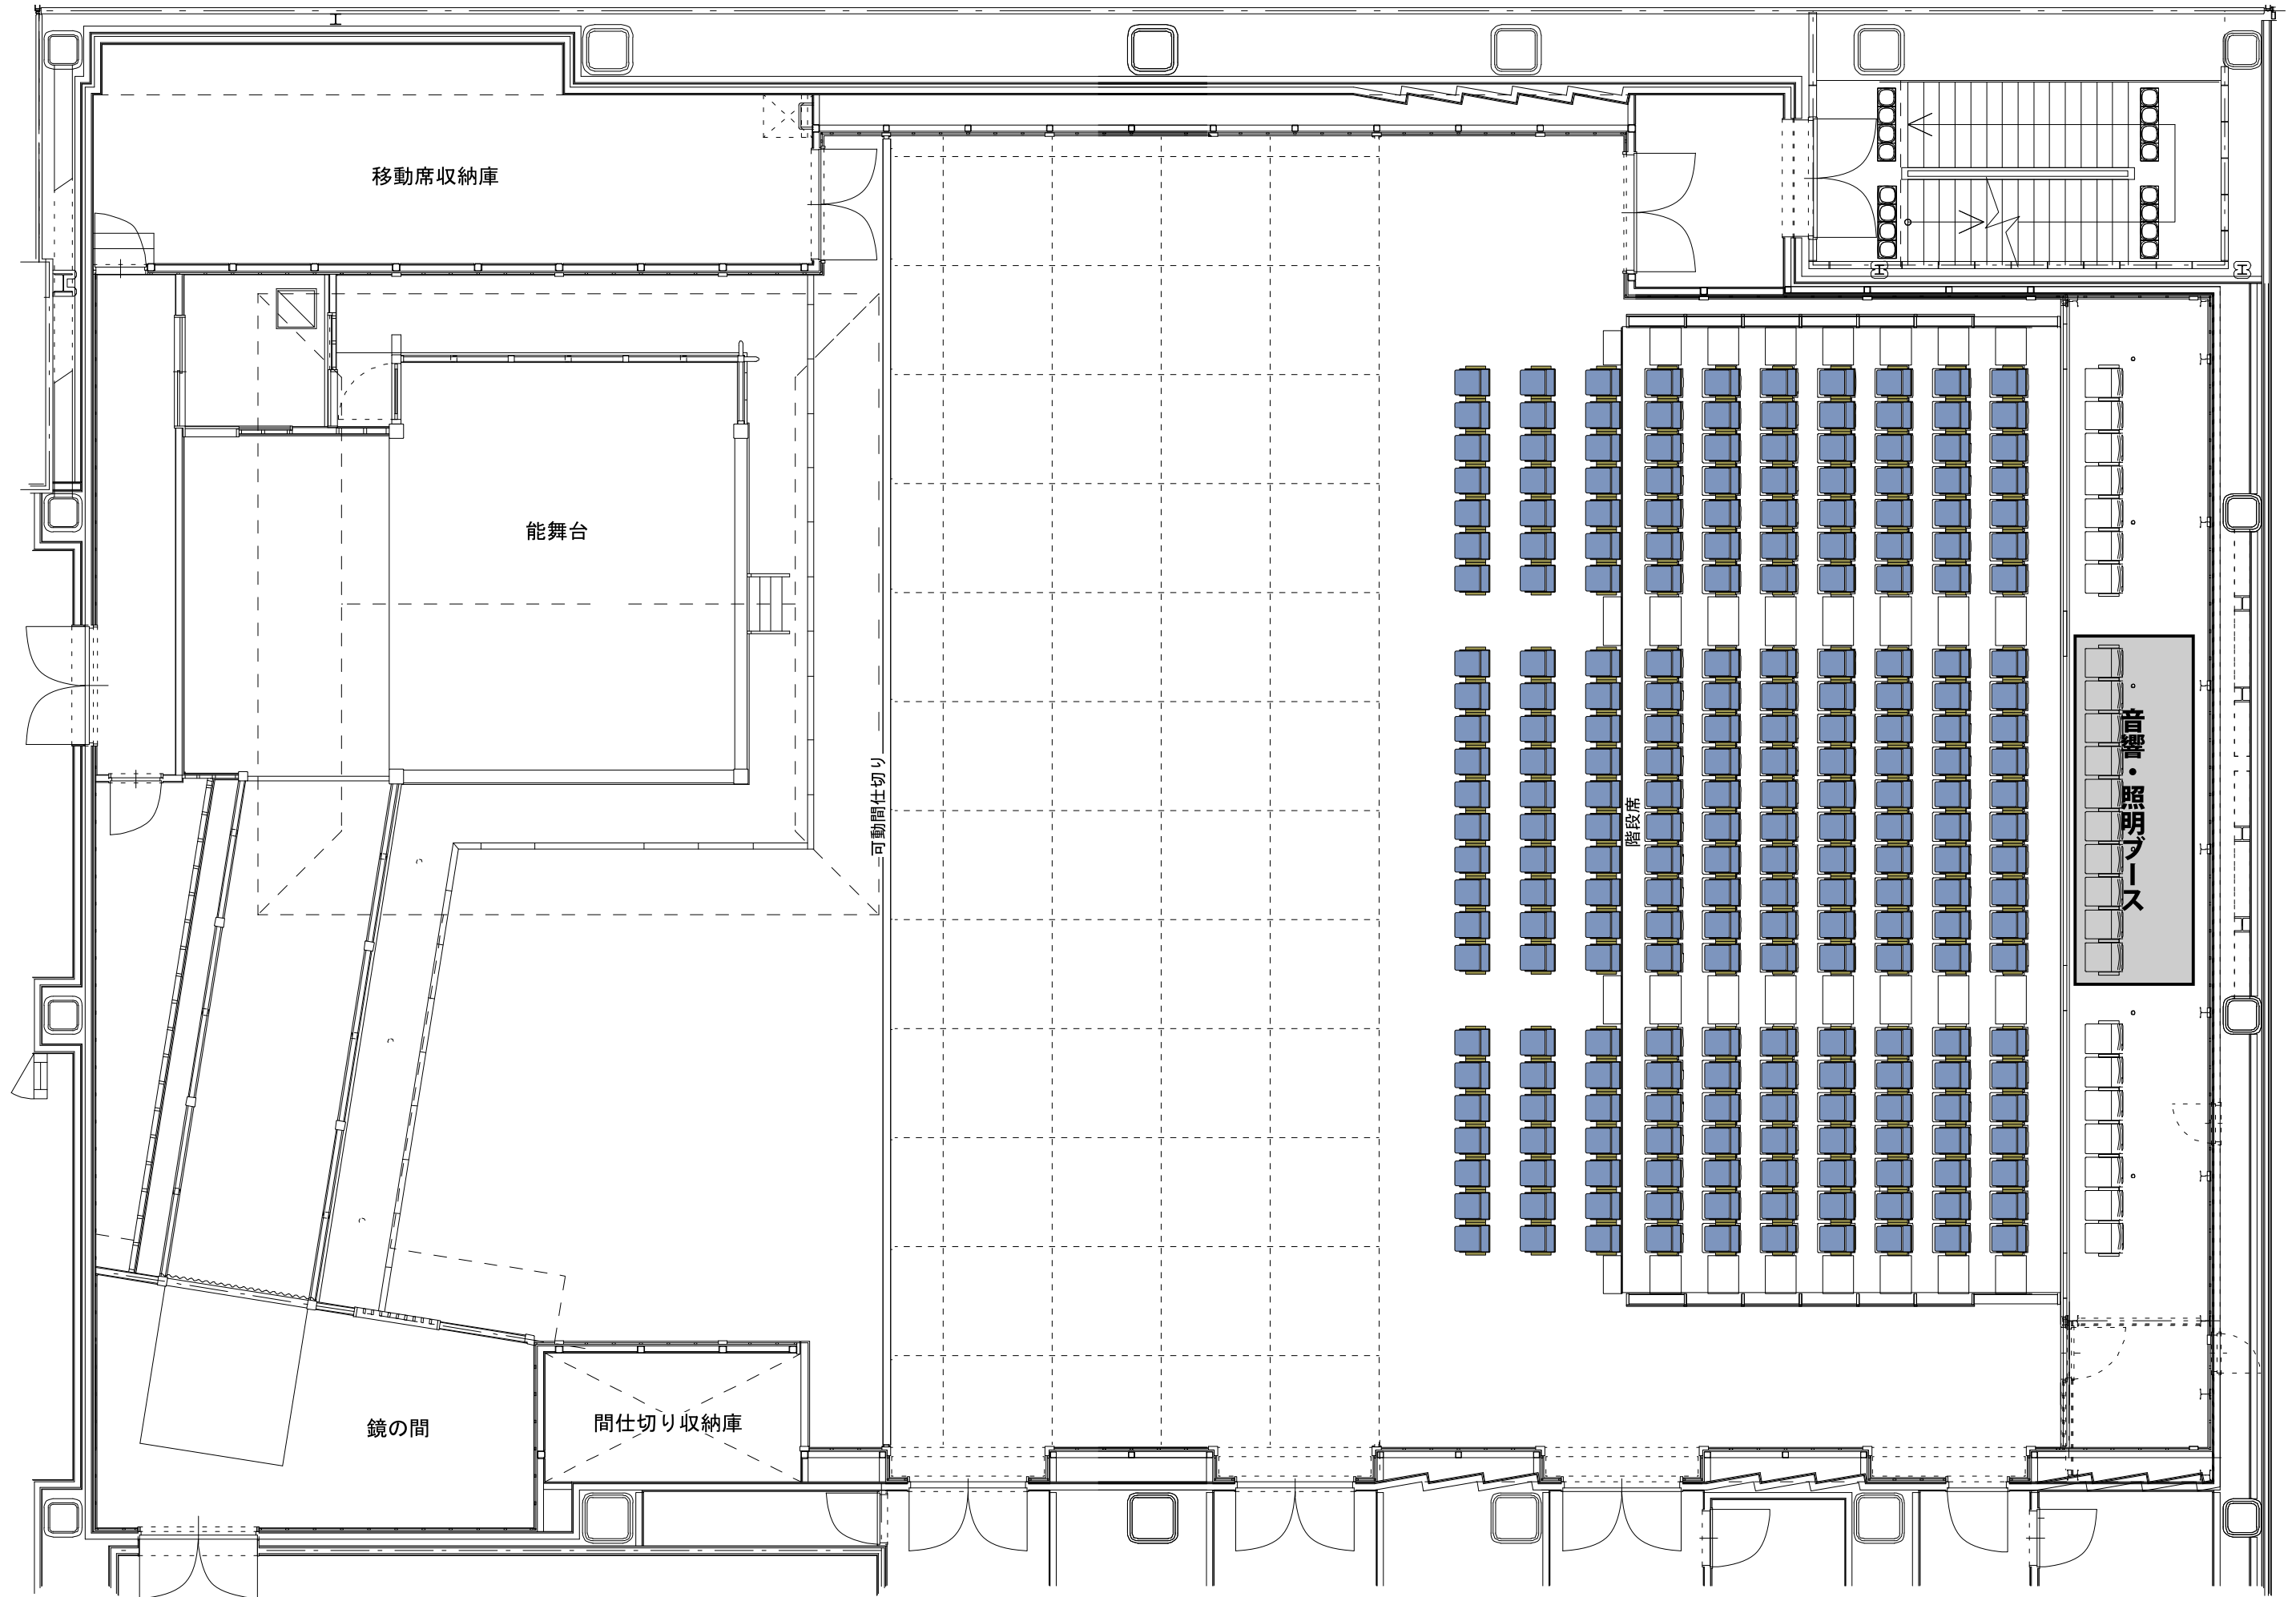 移動席収納庫
能舞台
可動間仕切り
階段席
音響・照明ブース
鏡の間
間仕切り収納庫